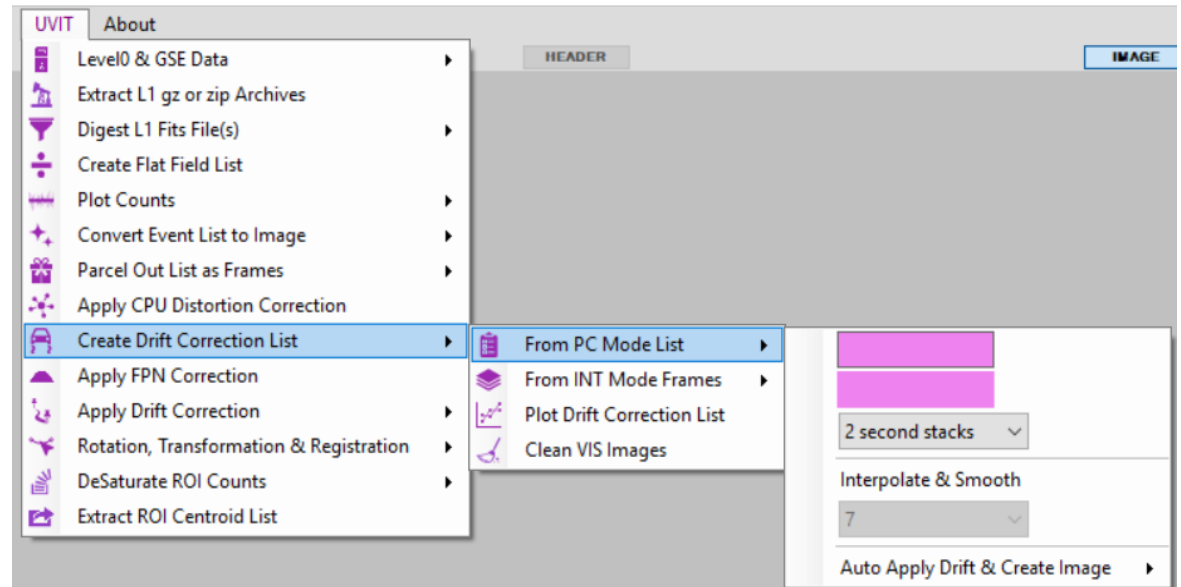 UVIT About
HEADER IMAGE
Level0 & GSE Data
Extract L1 gz or zip Archives
Digest L1 Fits File(s)
Create Flat Field List
Plot Counts
Convert Event List to Image
Parcel Out List as Frames
Apply CPU Distortion Correction
Create Drift Correction List
Apply FPN Correction
Apply Drift Correction
Rotation, Transformation & Registration
DeSaturate ROI Counts
Extract ROI Centroid List
From PC Mode List
From INT Mode Frames
Plot Drift Correction List
Clean VIS Images
2 second stacks
Interpolate & Smooth
7
Auto Apply Drift & Create Image